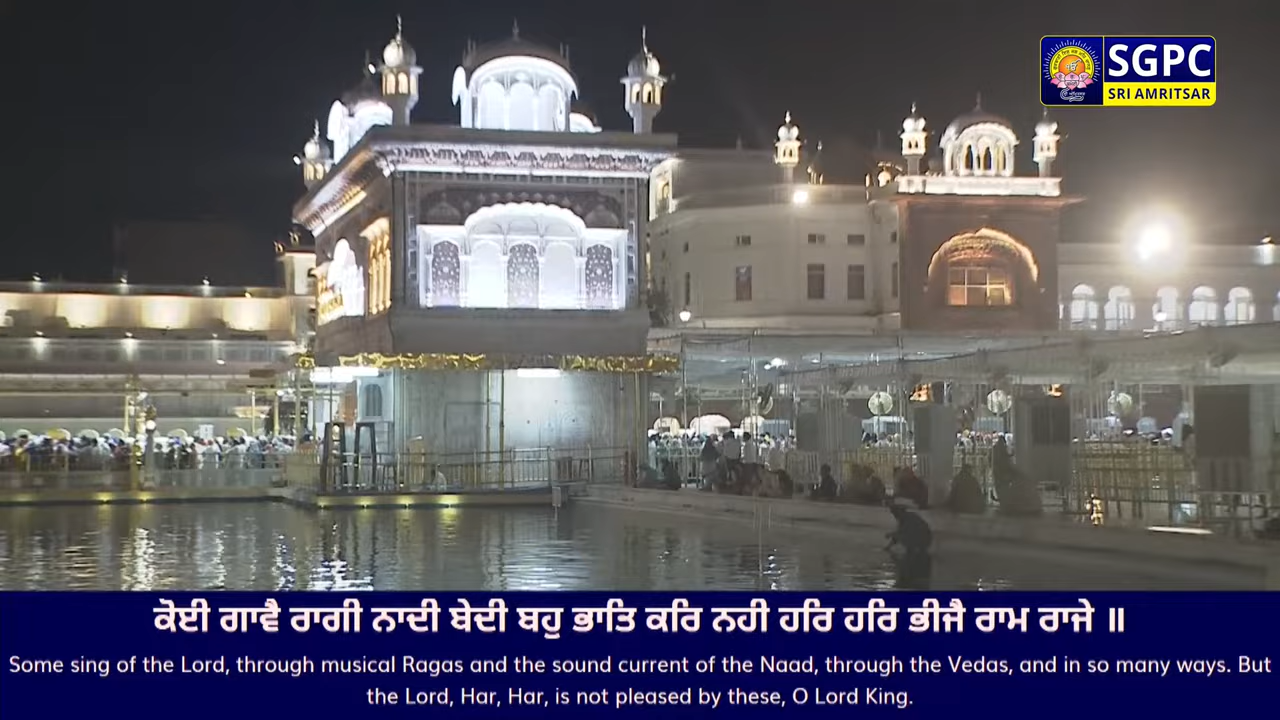 SGPC
SRI AMRITSAR
ਕੋਈ ਗਾਵੈ ਰਾਗੀ ਨਾਦੀ ਬੇਦੀ ਬਹੁ ਭਾਤਿ ਕਰਿ ਨਹੀ ਹਰਿ ਹਰਿ ਭੀਜੈ ਰਾਮ ਰਾਜੇ ॥
Some sing of the Lord, through musical Ragas and the sound current of the Naad, through the Vedas, and in so many ways. But
the Lord, Har, Har, is not pleased by these, O Lord King.